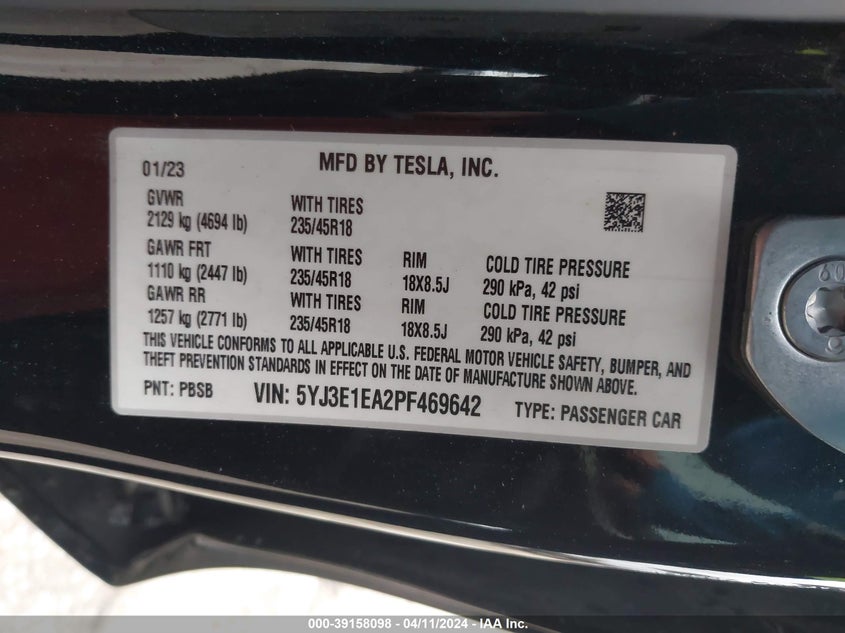 01/23 MFD BY TESLA, INC.
GVWR
2129 kg (4694 lb)
WITH TIRES
235/45R18
GAWR FRT
1110 kg (2447 lb)
WITH TIRES
235/45R18
RIM
18X8.5J
COLD TIRE PRESSURE
290 kPa, 42 psi
GAWR RR
1257 kg (2771 lb)
WITH TIRES
235/45R18
RIM
18X8.5J
COLD TIRE PRESSURE
290 kPa, 42 psi
THIS VEHICLE CONFORMS TO ALL APPLICABLE U.S. FEDERAL MOTOR VEHICLE SAFETY, BUMPER, AND
THEFT PREVENTION STANDARDS IN EFFECT ON THE DATE OF MANUFACTURE SHOWN ABOVE.
PNT: PBSB VIN: 5YJ3E1EA2PF469642 TYPE: PASSENGER CAR
000-39158098 - 04/11/2024 - IAA Inc.